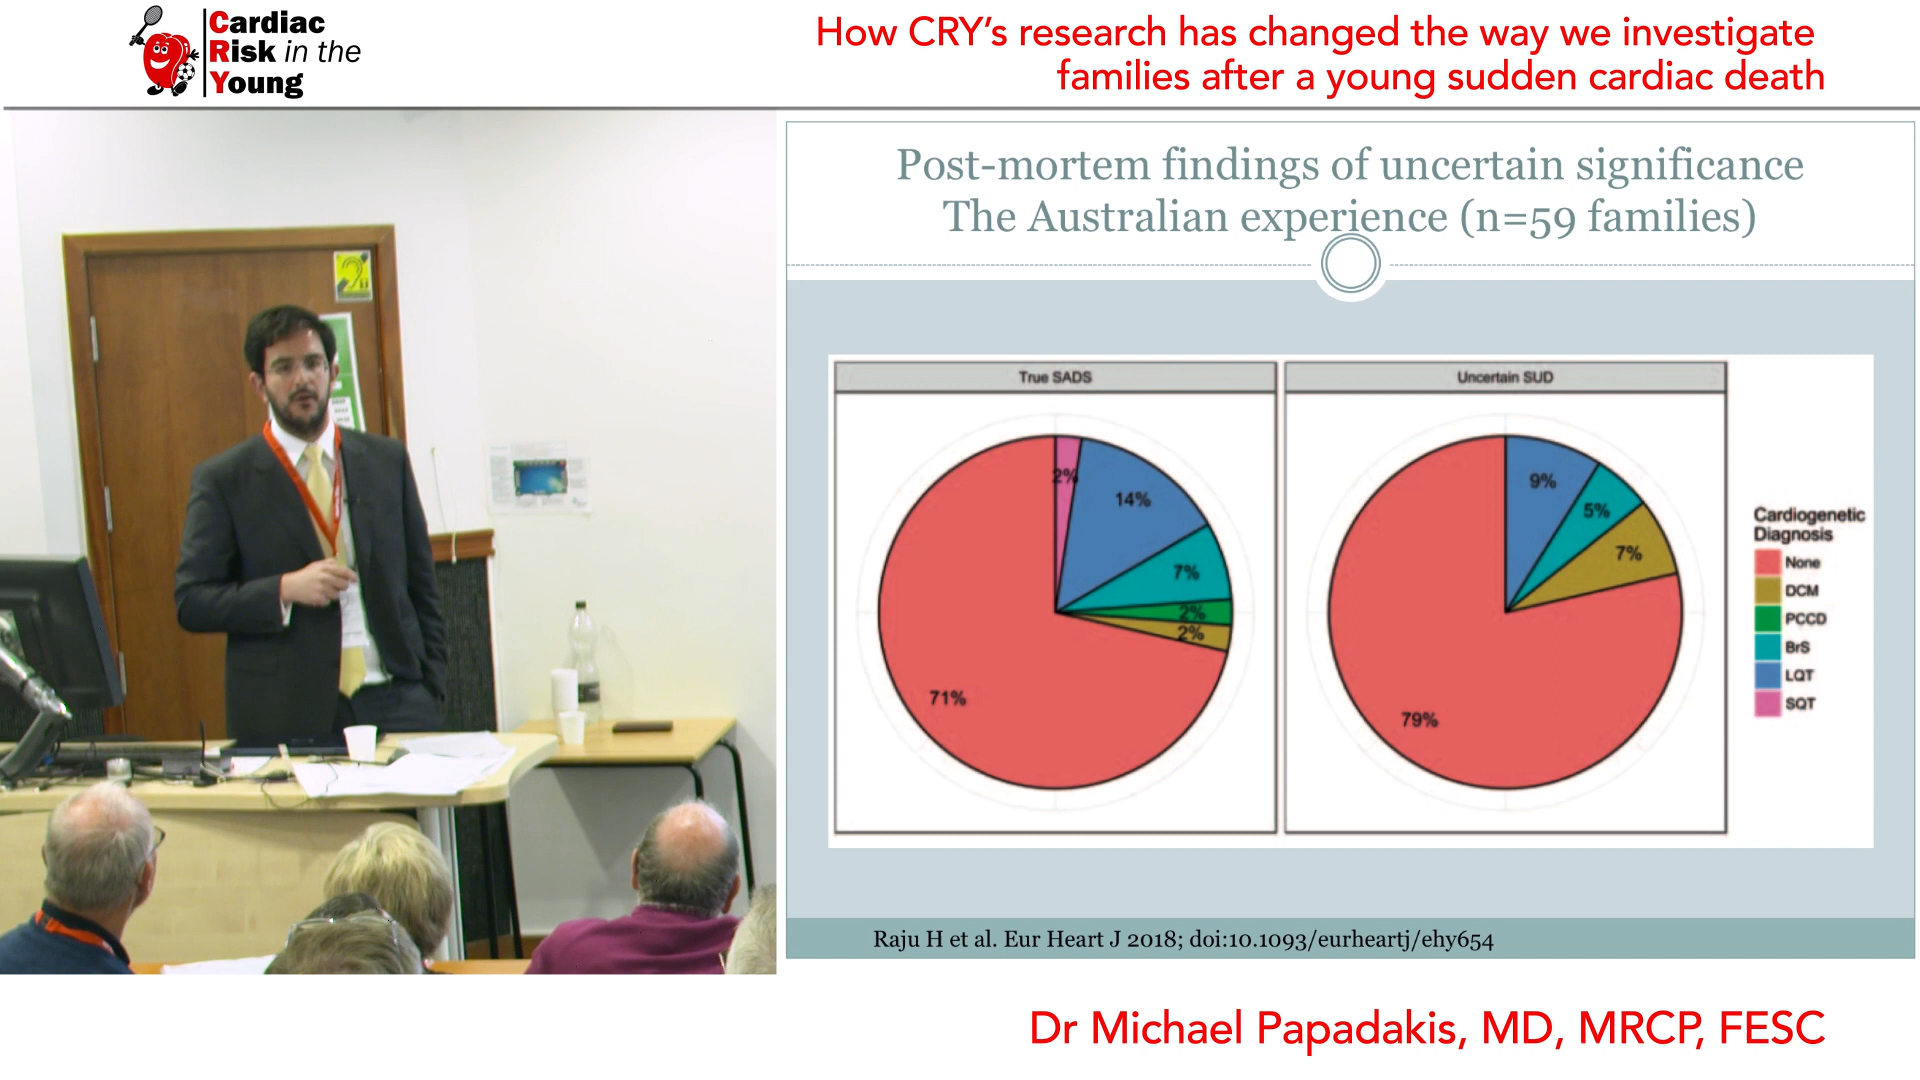 Cardiac
Risk in the
Young
How CRY's research has changed the way we investigate
families after a young sudden cardiac death
Post-mortem findings of uncertain significance
The Australian experience (n=59 families)
True SADS
2%
14%
7%
2%
2%
71%
Uncertain SUD
9%
5%
7%
79%
Cardiogenetic
Diagnosis
None
DCM
PCCD
BrS
LQT
SQT
Raju H et al. Eur Heart J 2018; doi:10.1093/eurheartj/ehy654
Dr Michael Papadakis, MD, MRCP, FESC